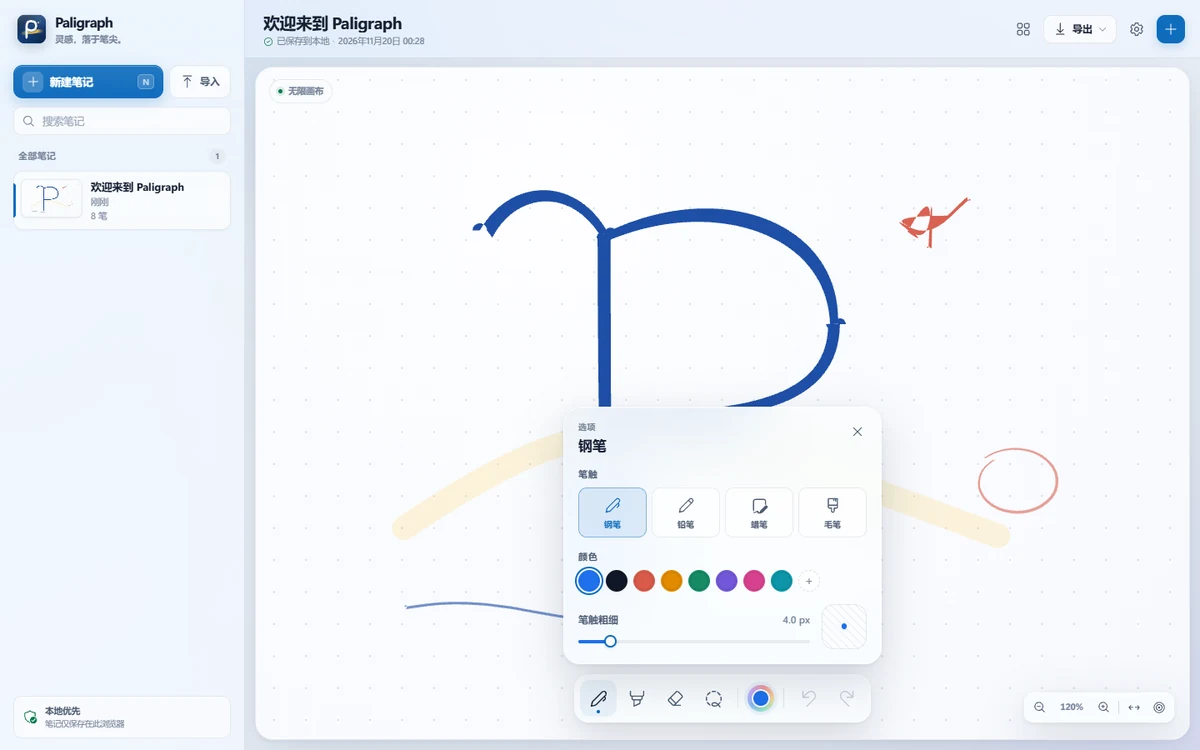 Paligraph
灵感，落于笔尖。
新建笔记 N
导入
搜索笔记
全部笔记 1
欢迎来到 Paligraph
刚刚
8 笔
本地优先
笔记仅保存在此浏览器
欢迎来到 Paligraph
已保存到本地 · 2026年11月20日 00:28
导出
无限画布
选项
钢笔
笔触
钢笔 铅笔 蜡笔 毛笔
颜色
笔触粗细 4.0 px
120%